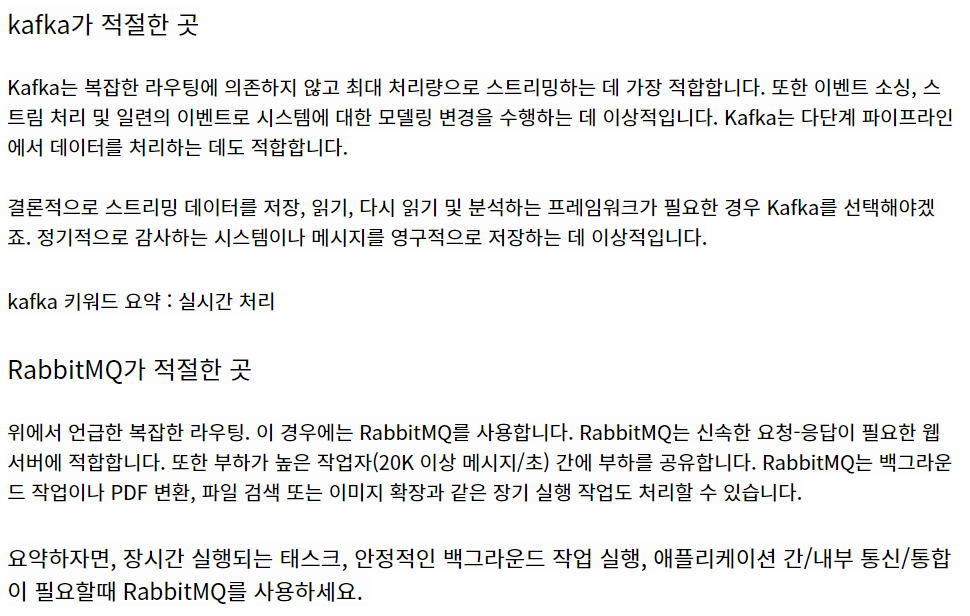 kafka가 적절한 곳
Kafka는 복잡한 라우팅에 의존하지 않고 최대 처리량으로 스트리밍하는 데 가장 적합합니다. 또한 이벤트 소싱, 스
트림 처리 및 일련의 이벤트로 시스템에 대한 모델링 변경을 수행하는 데 이상적입니다. Kafka는 다단계 파이프라인
에서 데이터를 처리하는 데도 적합합니다.
결론적으로 스트리밍 데이터를 저장, 읽기, 다시 읽기 및 분석하는 프레임워크가 필요한 경우 Kafka를 선택해야겠
죠. 정기적으로 감사하는 시스템이나 메시지를 영구적으로 저장하는 데 이상적입니다.
kafka 키워드 요약 : 실시간 처리
RabbitMQ가 적절한 곳
위에서 언급한 복잡한 라우팅. 이 경우에는 RabbitMQ를 사용합니다. RabbitMQ는 신속한 요청-응답이 필요한 웹
서버에 적합합니다. 또한 부하가 높은 작업자(20K 이상 메시지/초) 간에 부하를 공유합니다. RabbitMQ는 백그라운
드 작업이나 PDF 변환, 파일 검색 또는 이미지 확장과 같은 장기 실행 작업도 처리할 수 있습니다.
요약하자면, 장시간 실행되는 태스크, 안정적인 백그라운드 작업 실행, 애플리케이션 간/내부 통신/통합
이 필요할때 RabbitMQ를 사용하세요.